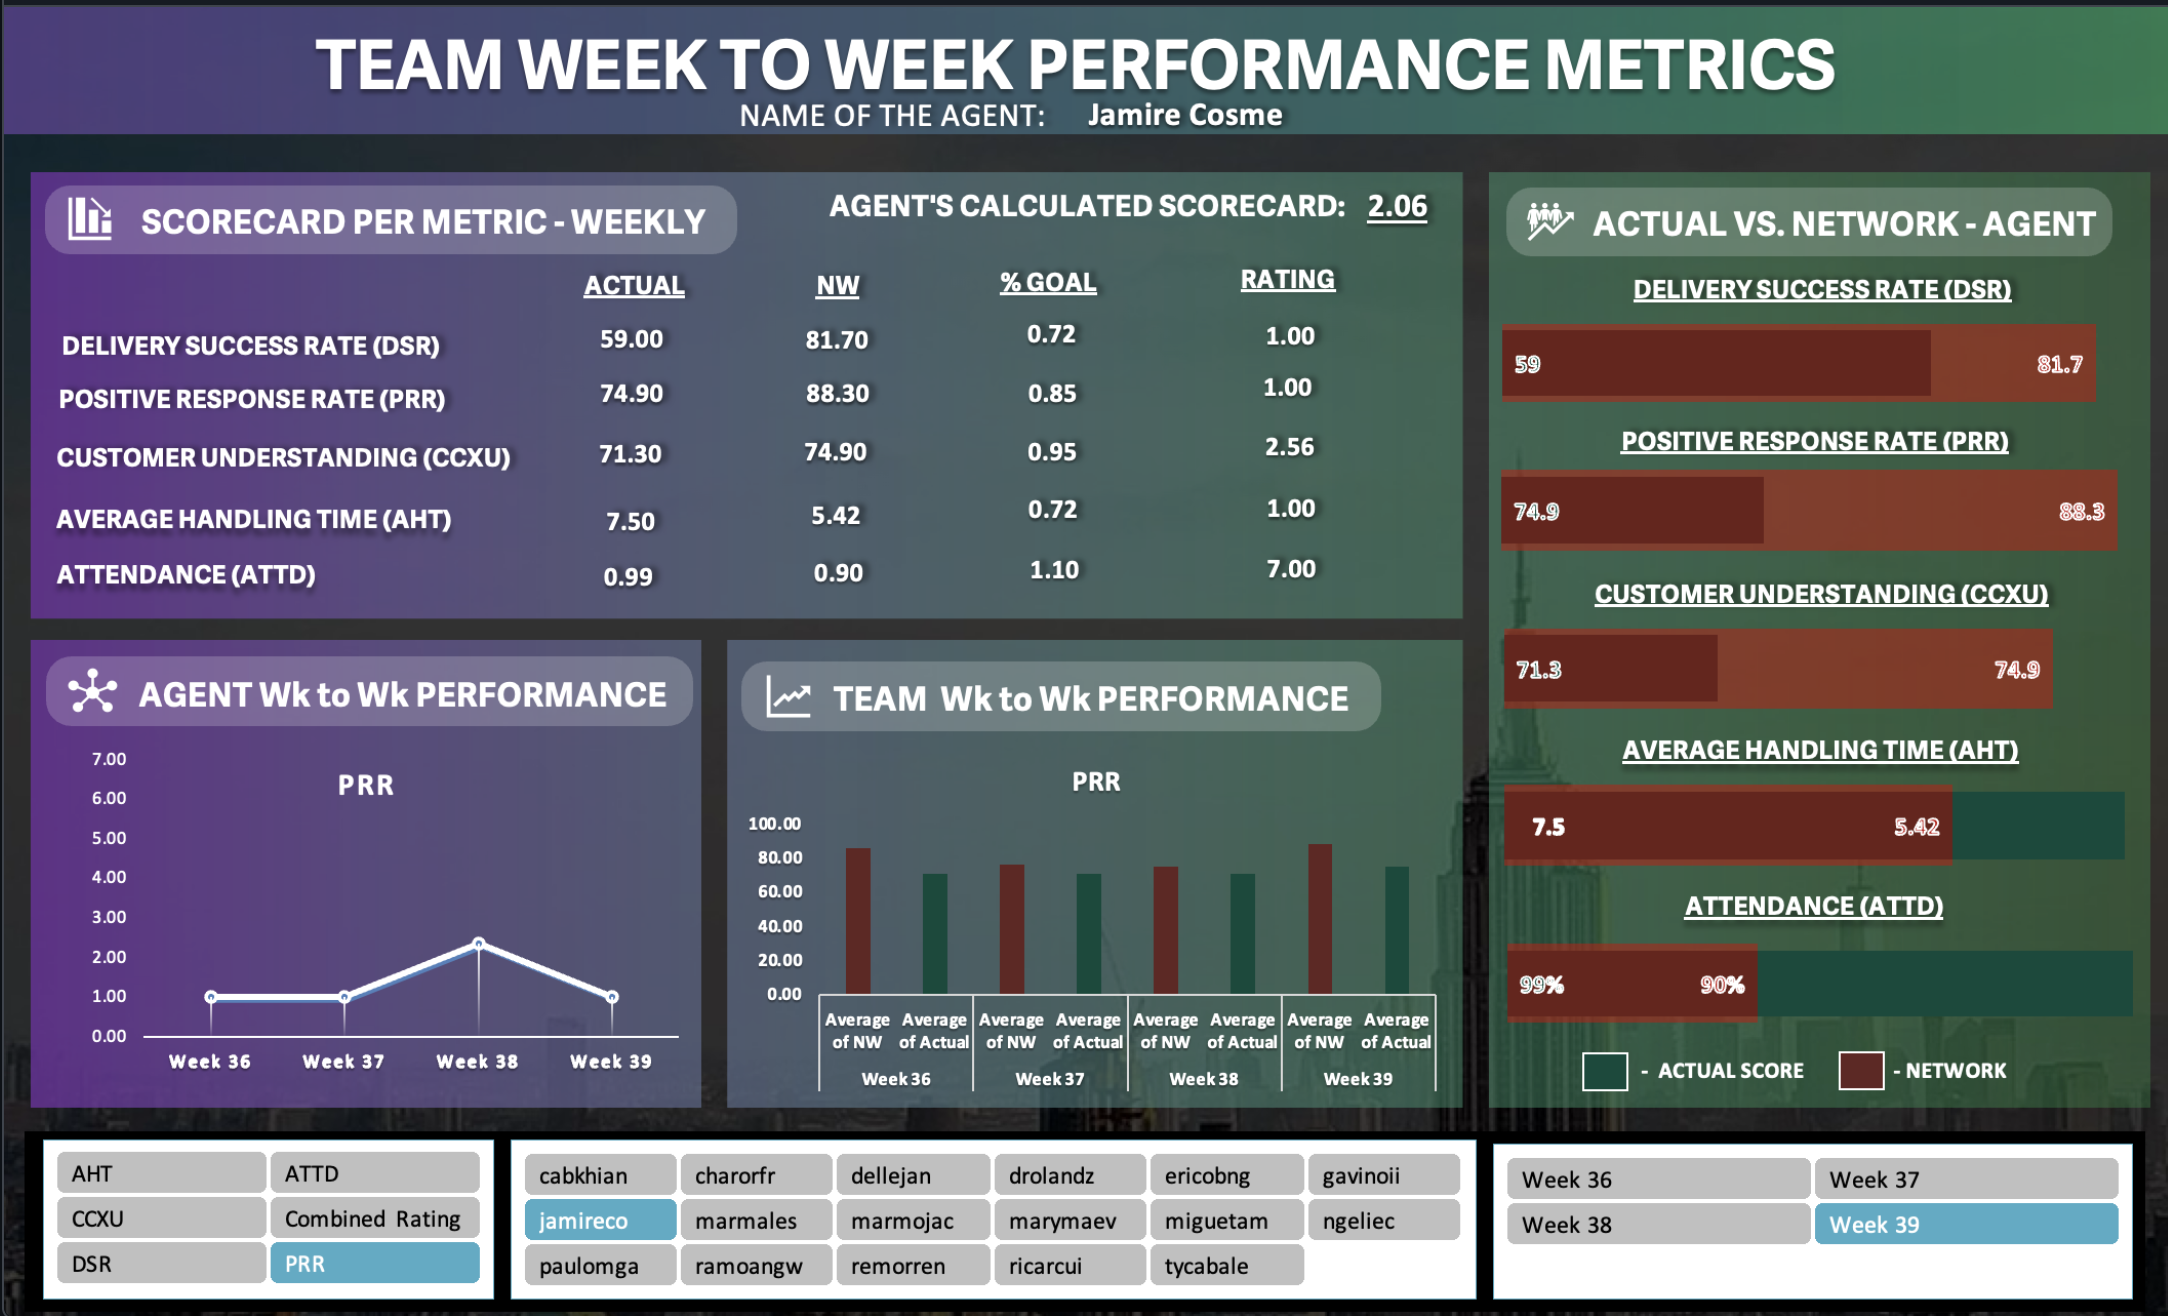 TEAM WEEK TO WEEK PERFORMANCE METRICS
NAME OF THE AGENT: Jamire Cosme
SCORECARD PER METRIC - WEEKLY
AGENT'S CALCULATED SCORECARD: 2.06
ACTUAL NW % GOAL RATING
DELIVERY SUCCESS RATE (DSR) 59.00 81.70 0.72 1.00
POSITIVE RESPONSE RATE (PRR) 74.90 88.30 0.85 1.00
CUSTOMER UNDERSTANDING (CCXU) 71.30 74.90 0.95 2.56
AVERAGE HANDLING TIME (AHT) 7.50 5.42 0.72 1.00
ATTENDANCE (ATTD) 0.99 0.90 1.10 7.00
ACTUAL VS. NETWORK - AGENT
DELIVERY SUCCESS RATE (DSR)
59 81.7
POSITIVE RESPONSE RATE (PRR)
74.9 88.3
CUSTOMER UNDERSTANDING (CCXU)
71.3 74.9
AVERAGE HANDLING TIME (AHT)
7.5 5.42
ATTENDANCE (ATTD)
99% 90%
- ACTUAL SCORE - NETWORK
AGENT Wk to Wk PERFORMANCE
PRR
7.00
6.00
5.00
4.00
3.00
2.00
1.00
0.00
Week 36 Week 37 Week 38 Week 39
TEAM Wk to Wk PERFORMANCE
PRR
100.00
80.00
60.00
40.00
20.00
0.00
Average Average Average Average Average Average Average Average
of NW of Actual of NW of Actual of NW of Actual of NW of Actual
Week 36 Week 37 Week 38 Week 39
AHT ATTD
CCXU Combined Rating
DSR PRR
cabkhian charorfr dellejan drolandz ericobng gavinoii
jamireco marmales marmojac marymaev miguetam ngeliec
paulomga ramoangw remorren ricarcui tycabale
Week 36 Week 37
Week 38 Week 39